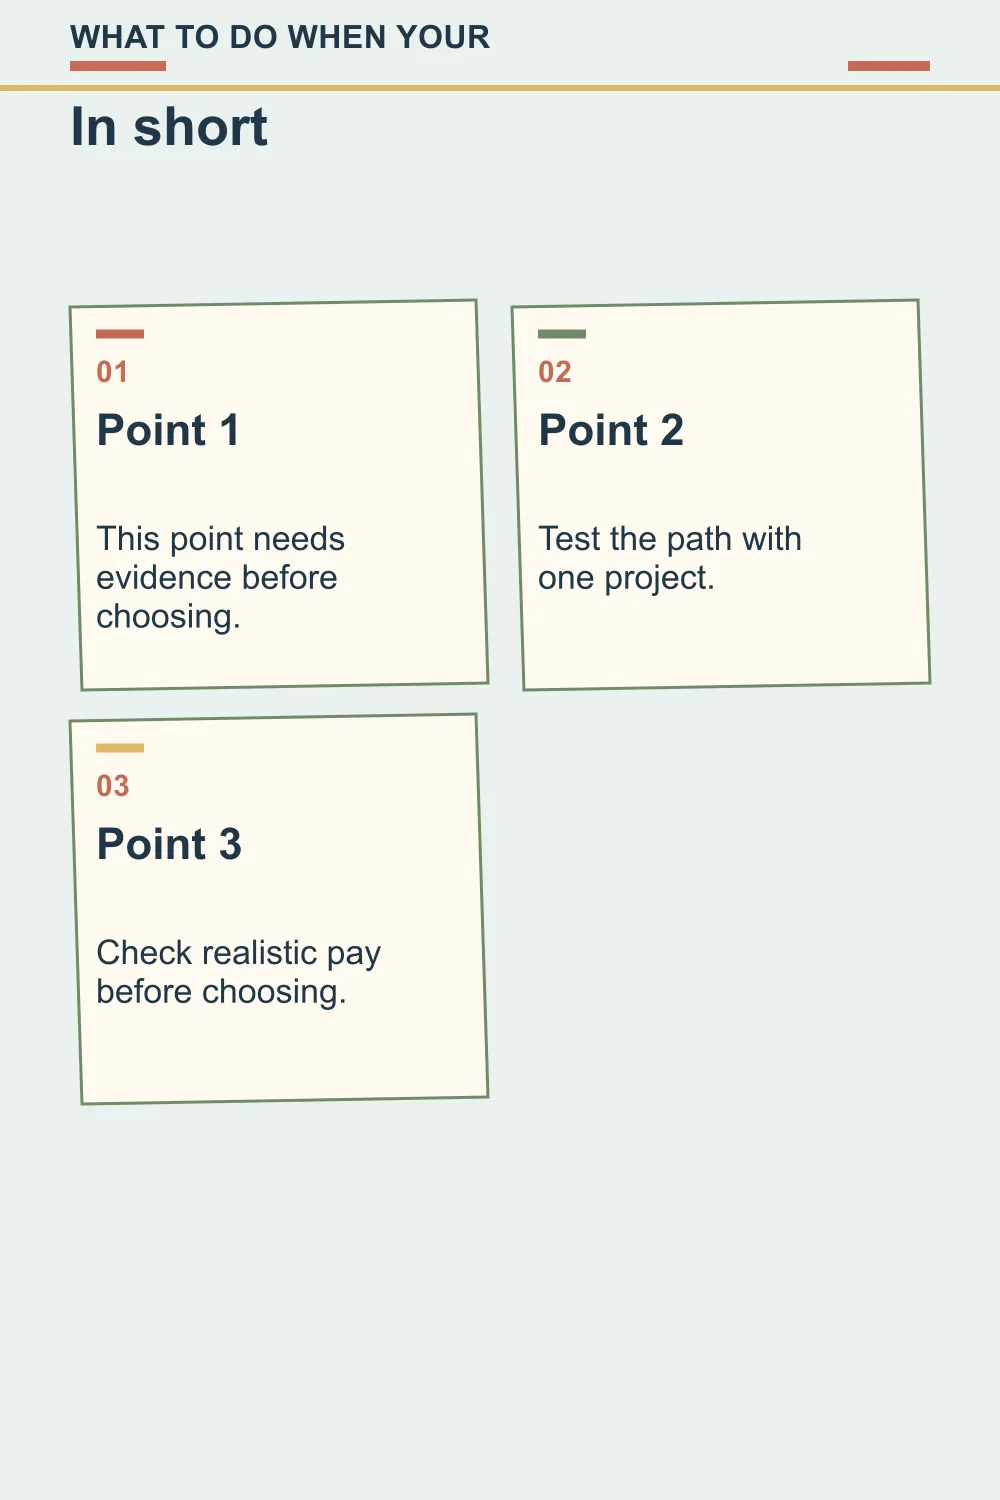 WHAT TO DO WHEN YOUR
In short
01
Point 1
This point needs
evidence before
choosing.
02
Point 2
Test the path with
one project.
03
Point 3
Check realistic pay
before choosing.